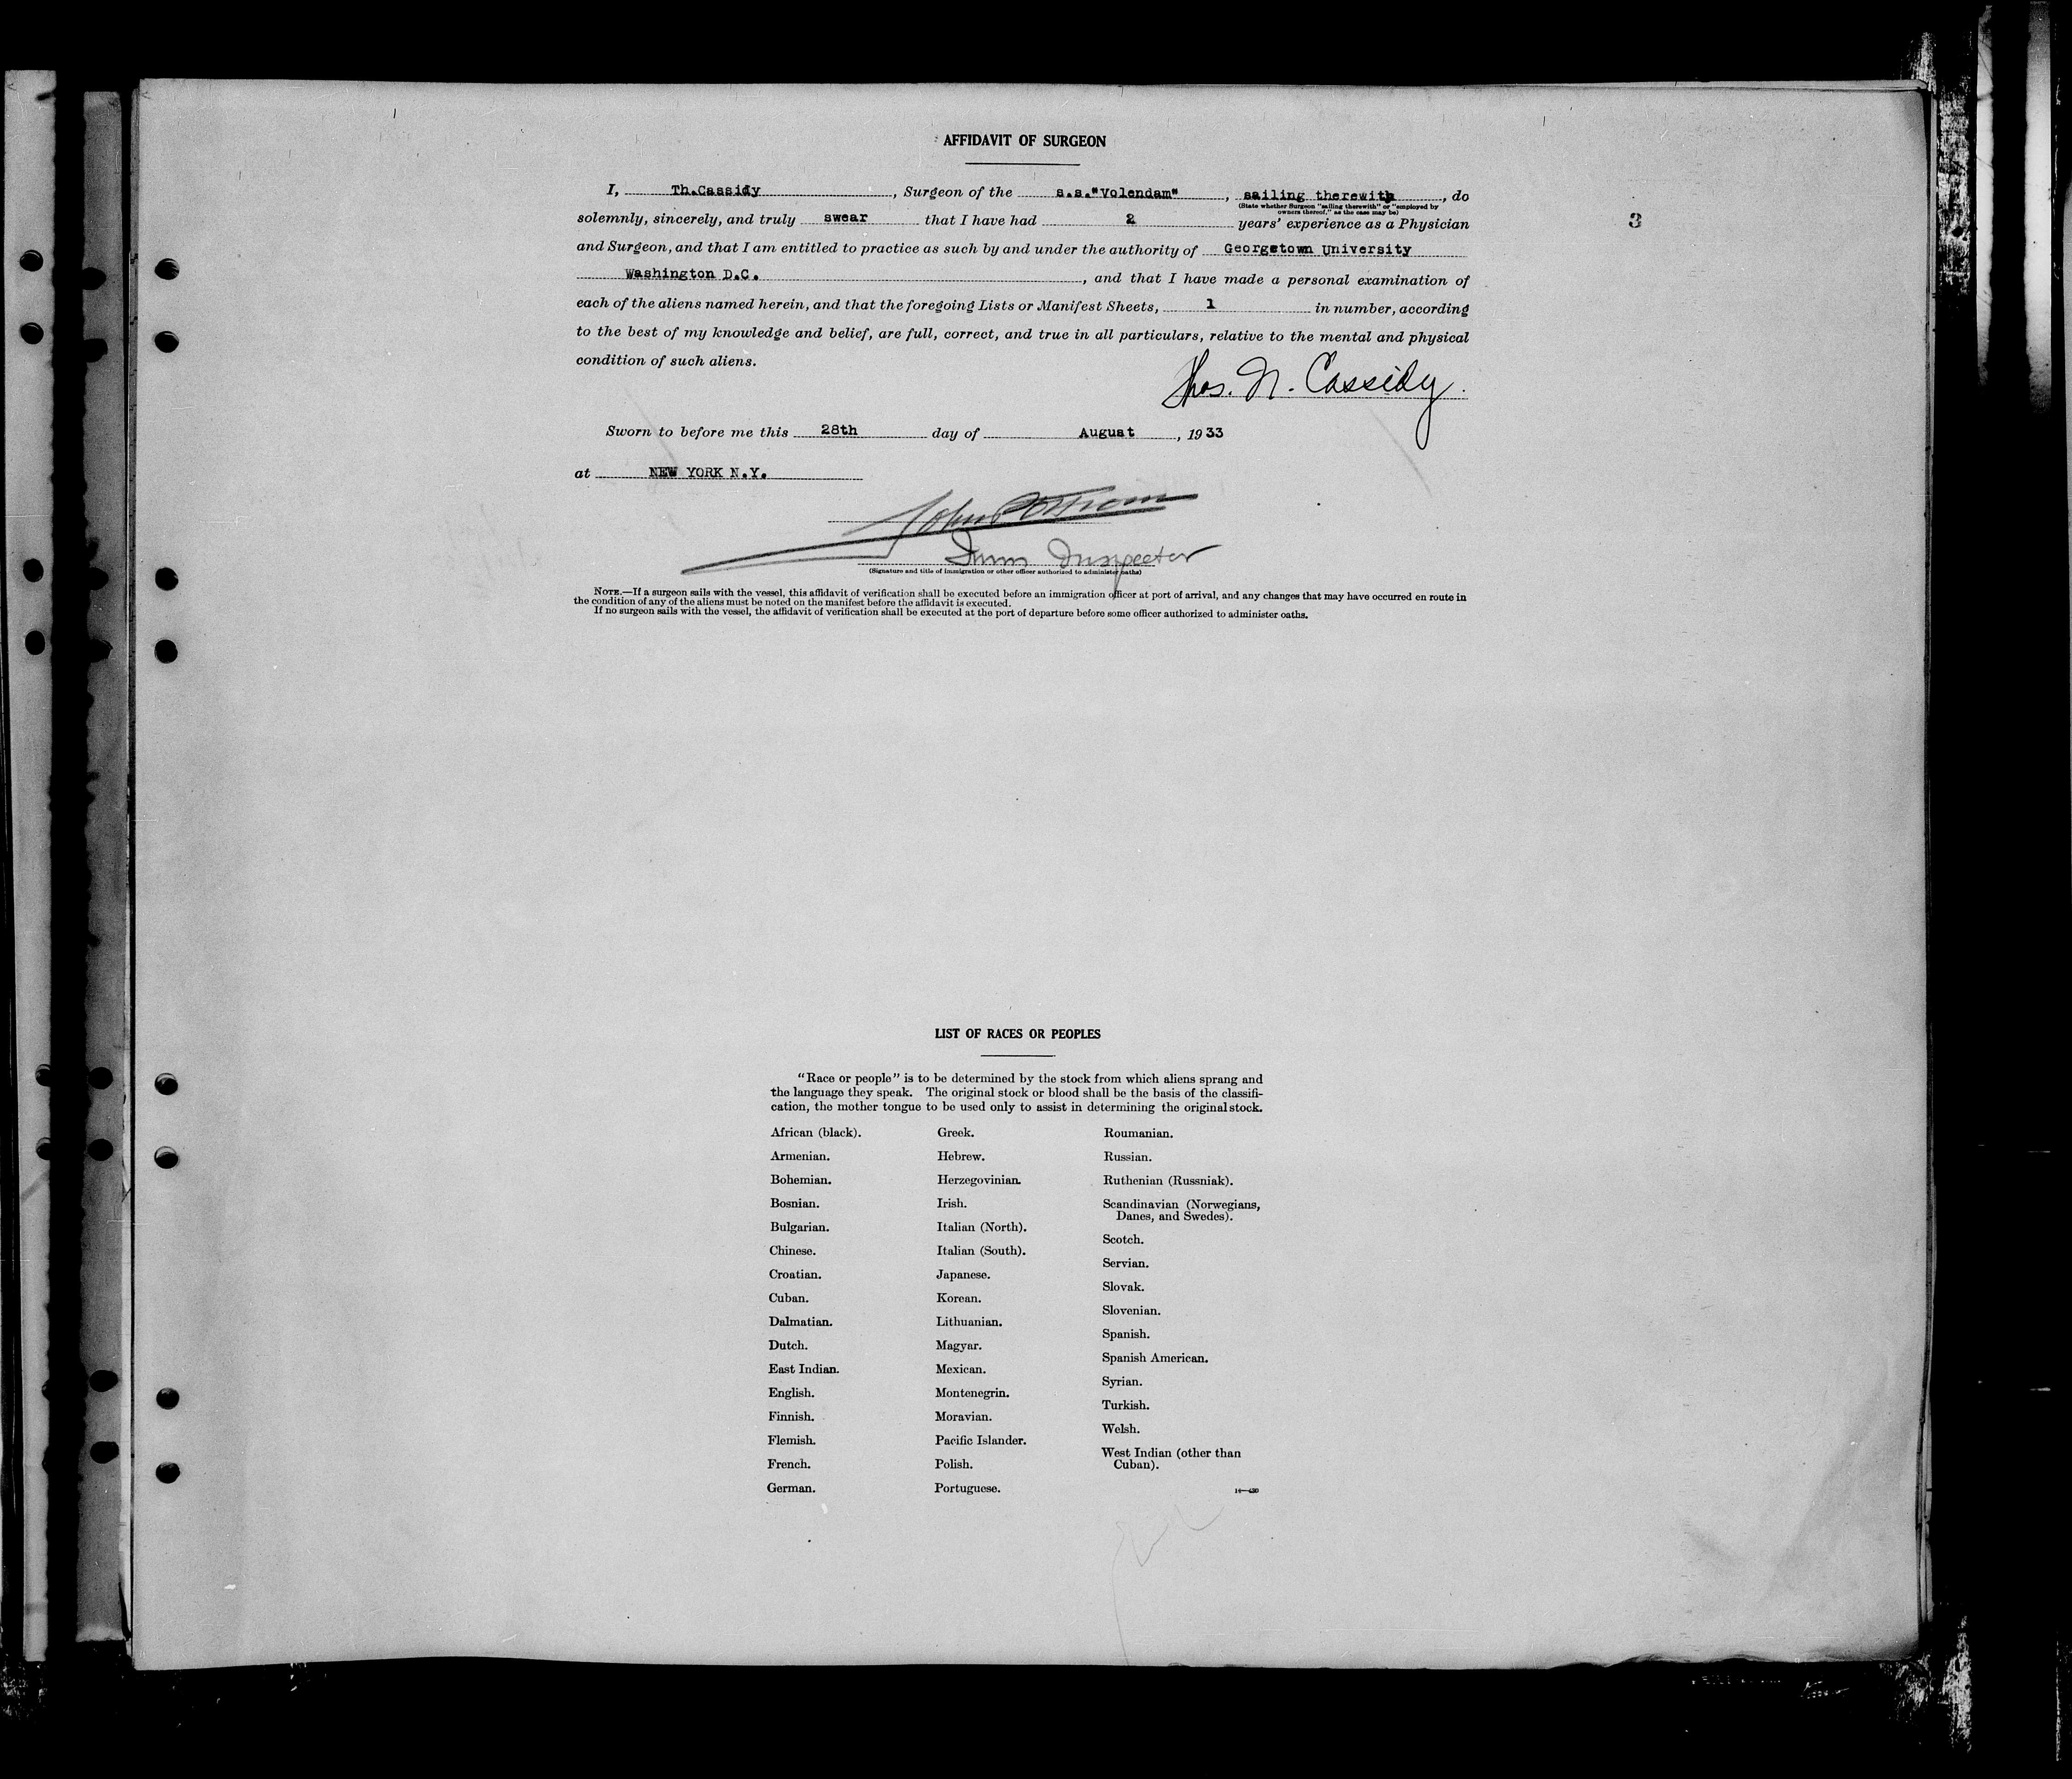 AFFIDAVIT OF SURGEON
I, Th.Cassidy, Surgeon of the s.s."Volendam", sailing therewith, do
(State whether Surgeon "sailing therewith" or "employed by
owners thereof," as the case may be)
solemnly, sincerely, and truly swear that I have had 2 years' experience as a Physician
3
and Surgeon, and that I am entitled to practice as such by and under the authority of Georgetown University
Washington D.C., and that I have made a personal examination of
each of the aliens named herein, and that the foregoing Lists or Manifest Sheets, 1 in number, according
to the best of my knowledge and belief, are full, correct, and true in all particulars, relative to the mental and physical
condition of such aliens.
Thos. N. Cassidy.
Sworn to before me this 28th day of August, 1933
at NEW YORK N.Y.
John
Imm Inspector
(Signature and title of immigration or other officer authorized to administer oaths)
NOTE.—If a surgeon sails with the vessel, this affidavit of verification shall be executed before an immigration officer at port of arrival, and any changes that may have occurred en route in
the condition of any of the aliens must be noted on the manifest before the affidavit is executed.
If no surgeon sails with the vessel, the affidavit of verification shall be executed at the port of departure before some officer authorized to administer oaths.
LIST OF RACES OR PEOPLES
"Race or people" is to be determined by the stock from which aliens sprang and
the language they speak. The original stock or blood shall be the basis of the classifi-
cation, the mother tongue to be used only to assist in determining the original stock.
African (black).
Armenian.
Bohemian.
Bosnian.
Bulgarian.
Chinese.
Croatian.
Cuban.
Dalmatian.
Dutch.
East Indian.
English.
Finnish.
Flemish.
French.
German.
Greek.
Hebrew.
Herzegovinian.
Irish.
Italian (North).
Italian (South).
Japanese.
Korean.
Lithuanian.
Magyar.
Mexican.
Montenegrin.
Moravian.
Pacific Islander.
Polish.
Portuguese.
Roumanian.
Russian.
Ruthenian (Russniak).
Scandinavian (Norwegians,
Danes, and Swedes).
Scotch.
Servian.
Slovak.
Slovenian.
Spanish.
Spanish American.
Syrian.
Turkish.
Welsh.
West Indian (other than
Cuban).